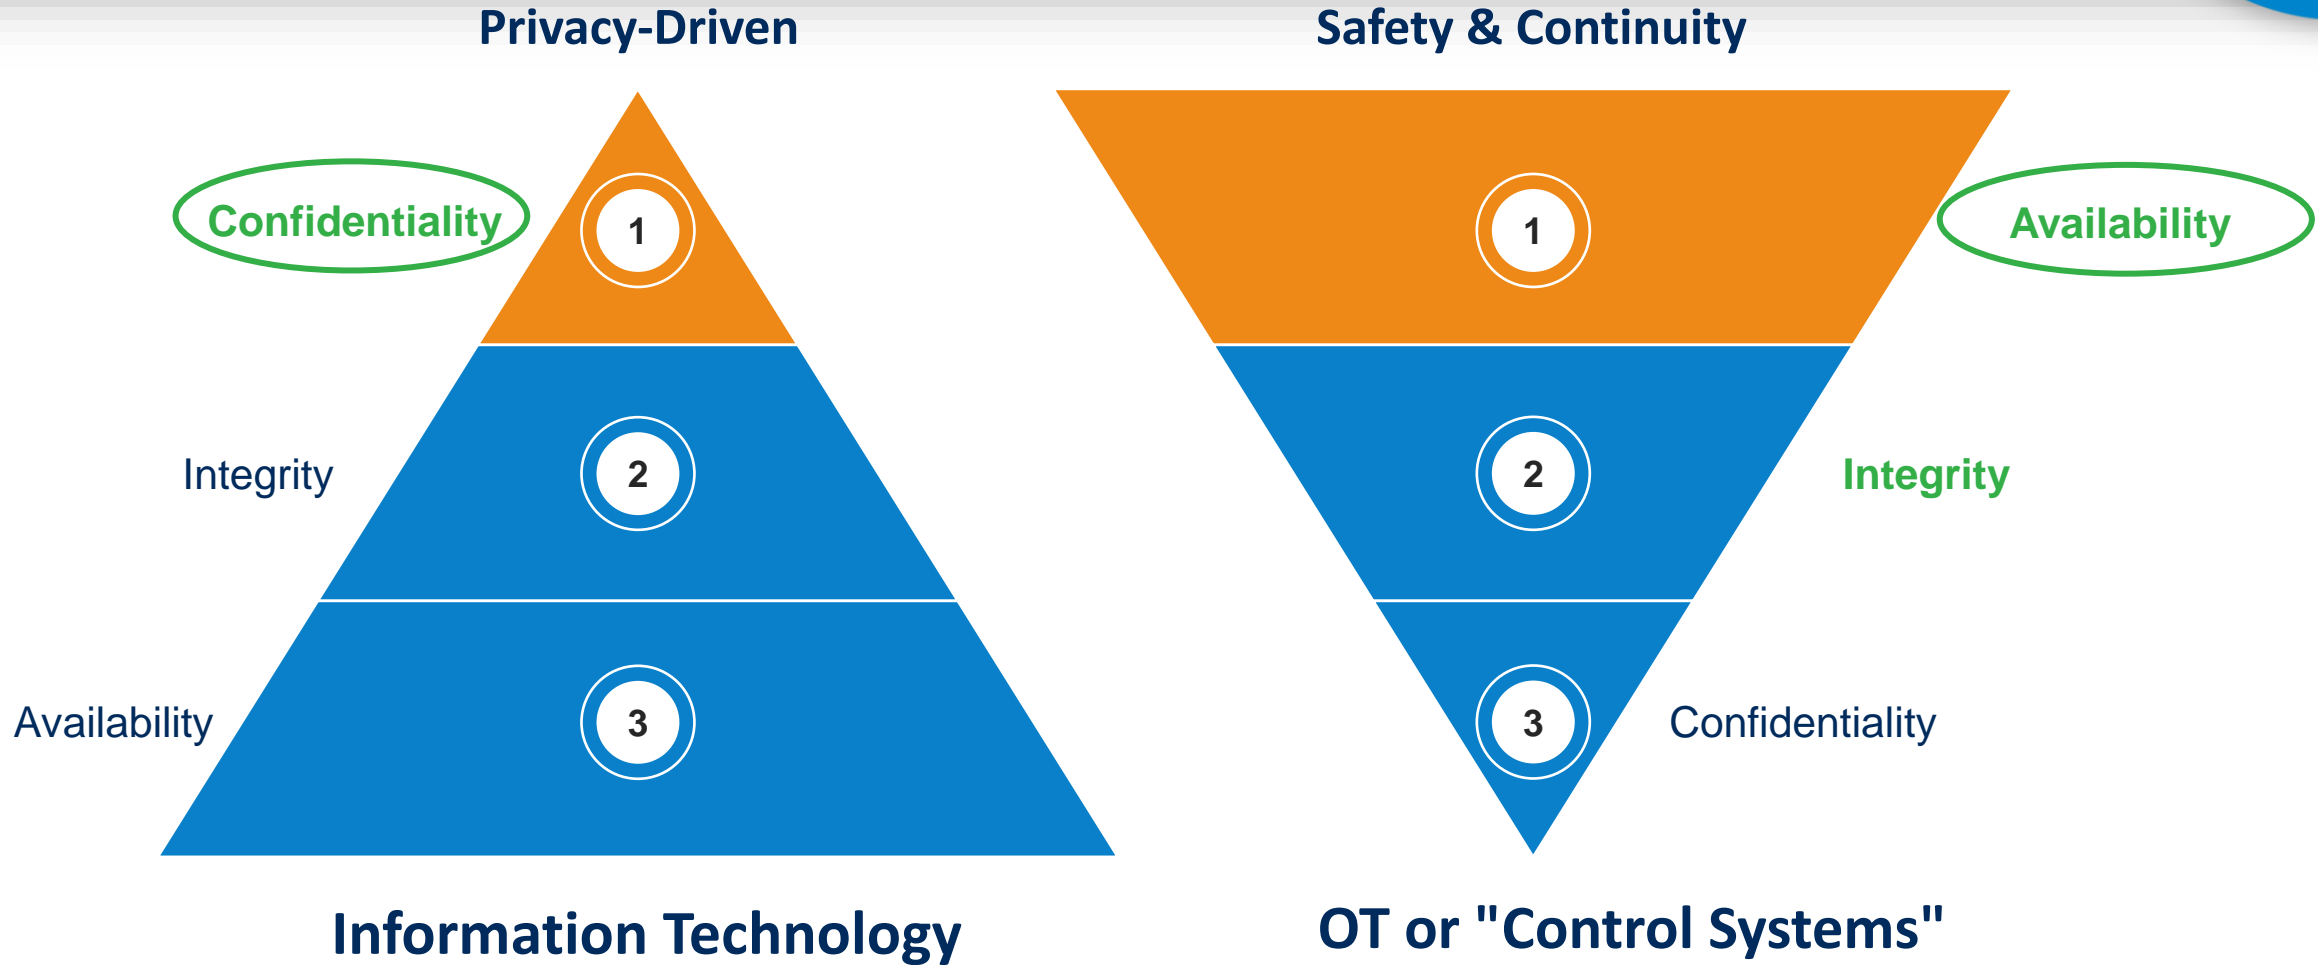 Privacy-Driven
Safety & Continuity
Confidentiality
1
1
Availability
Integrity
2
2
Integrity
Availability
3
3
Confidentiality
Information Technology
OT or "Control Systems"